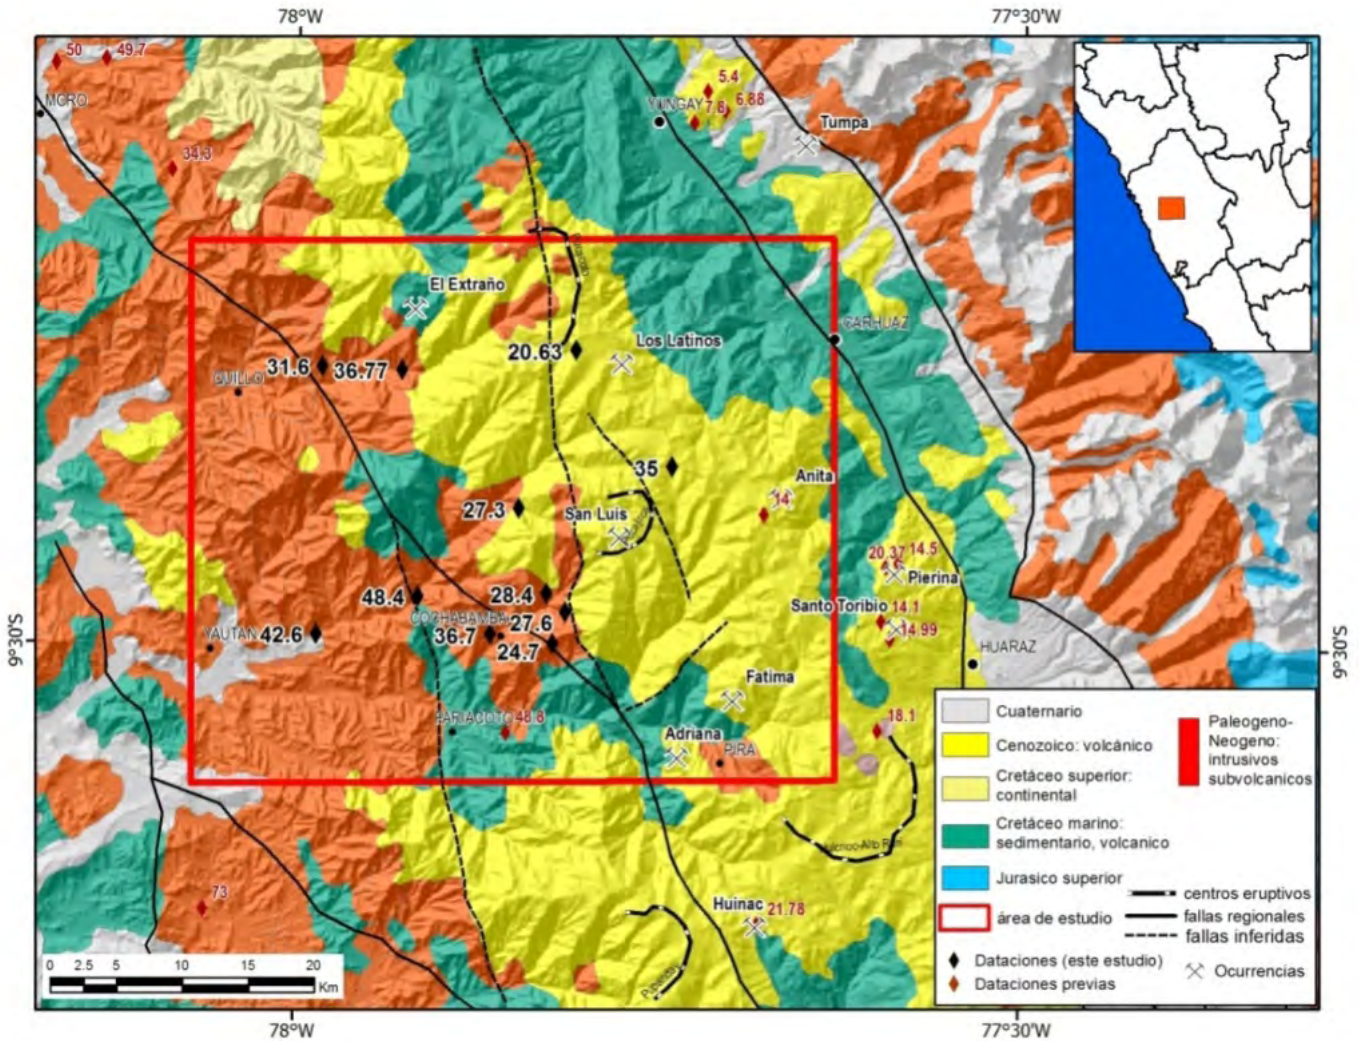 78°W
77°30'W
50
49.7
MORO
5.4
YUNGAY
7.8
6.88
Tumpa
34.3
El Extraño
CARHUAZ
20.63
Los Latinos
31.6
36.77
QUILLO
35
Anita
14
27.3
San Luis
20.37
14.5
Pierina
48.4
28.4
Santo Toribio
14.1
COCHABAMBA
27.6
14.99
YAUTAN
42.6
36.7
24.7
HUARAZ
9°30'S
9°30'S
Fatima
PARIACOTO
48.8
18.1
Adriana
PIRA
73
Huinac
21.78
Cuaternario
Cenozoico: volcánico
Cretáceo superior:
continental
Cretáceo marino:
sedimentario, volcanico
Jurasico superior
área de estudio
Dataciones (este estudio)
Dataciones previas
Paleogeno-
Neogeno:
intrusivos
subvolcanicos
centros eruptivos
fallas regionales
fallas inferidas
Ocurrencias
0 2.5 5 10 15 20
Km
78°W
77°30'W